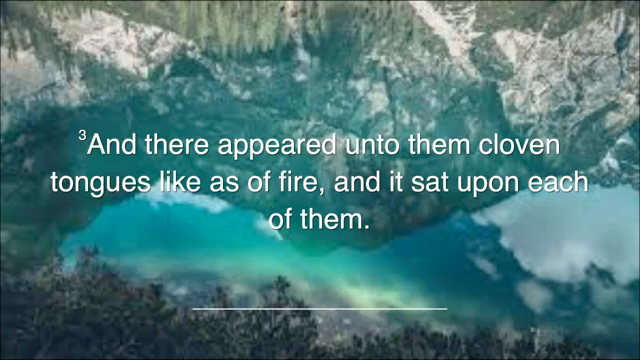 ³And there appeared unto them cloven
tongues like as of fire, and it sat upon each
of them.